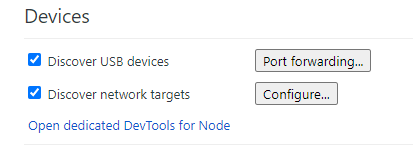 Devices
Discover USB devices Port forwarding...
Discover network targets Configure...
Open dedicated DevTools for Node